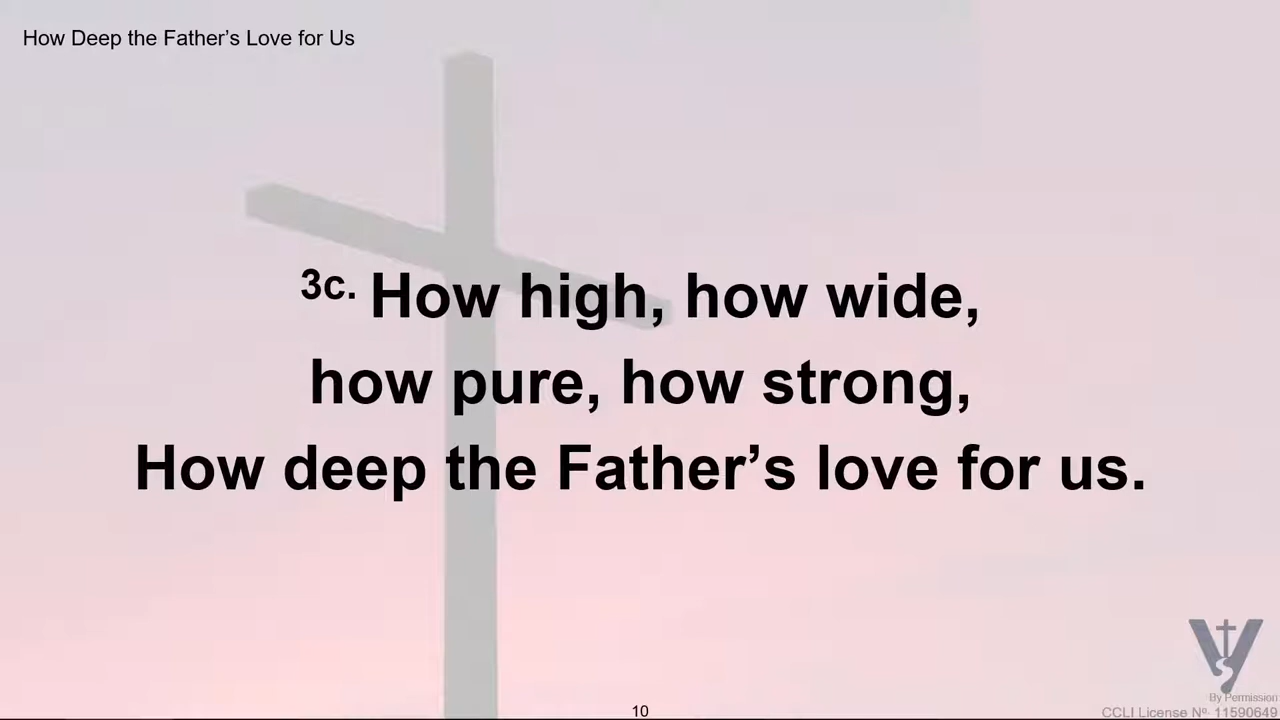 How Deep the Father’s Love for Us
3c. How high, how wide,
how pure, how strong,
How deep the Father’s love for us.
By Permission
CCLI License Nº. 11590649
10